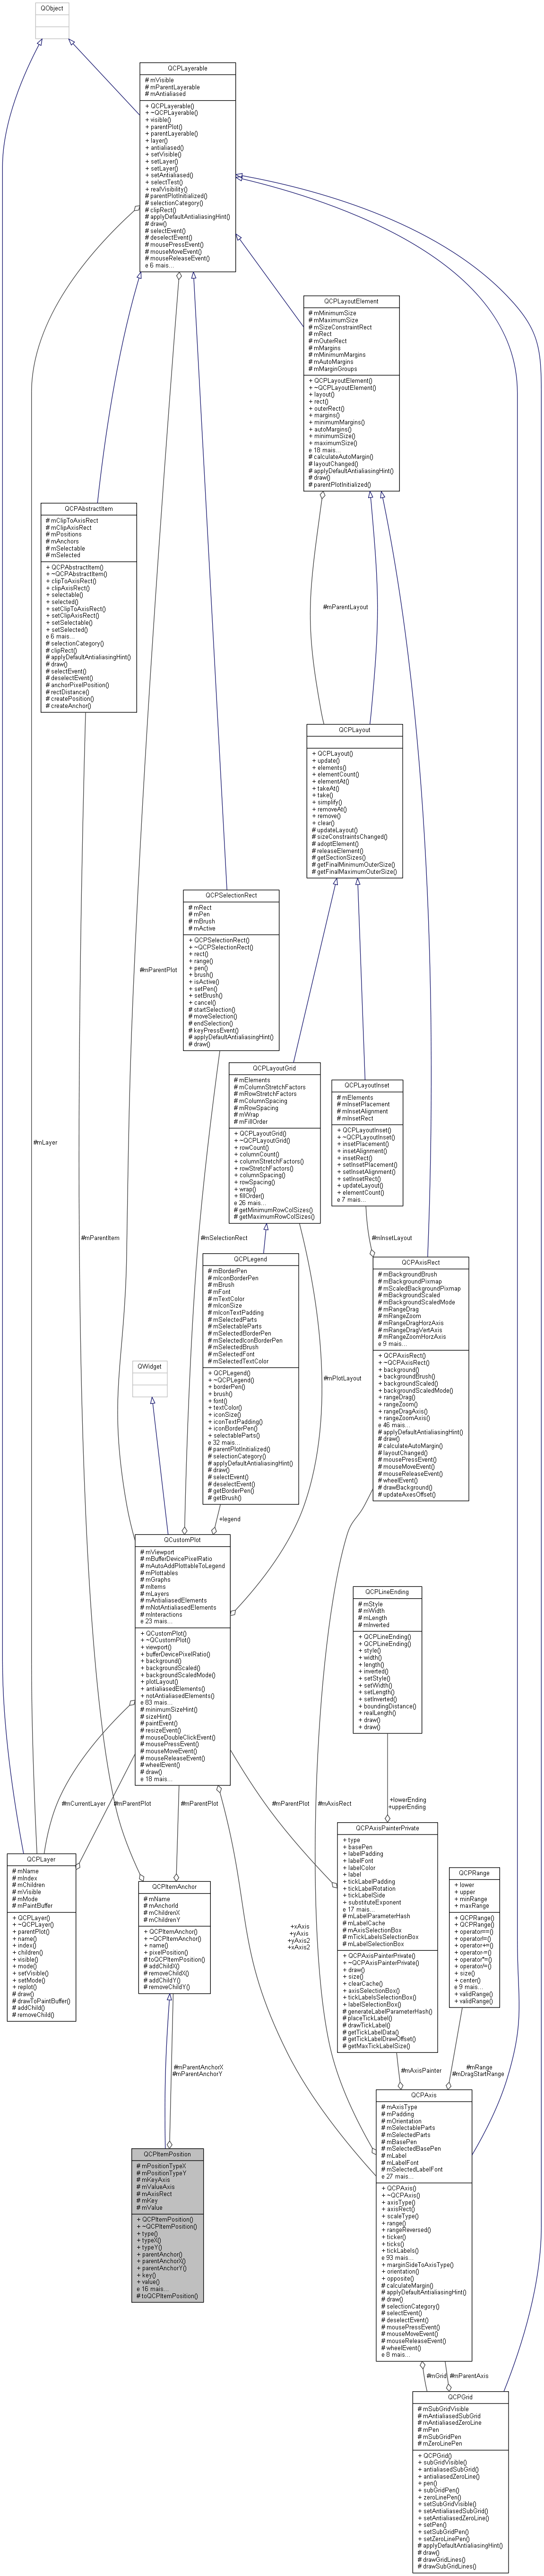 QObject
QCPLayerable
# mVisible
# mParentLayerable
# mAntialiased
+ QCPLayerable()
+ ~QCPLayerable()
+ visible()
+ parentPlot()
+ parentLayerable()
+ layer()
+ antialiased()
+ setVisible()
+ setLayer()
+ setLayer()
+ setAntialiased()
+ selectTest()
+ realVisibility()
# parentPlotInitialized()
# selectionCategory()
# clipRect()
# applyDefaultAntialiasingHint()
# draw()
# selectEvent()
# deselectEvent()
# mousePressEvent()
# mouseMoveEvent()
# mouseReleaseEvent()
e 6 mais...
QCPLayoutElement
# mMinimumSize
# mMaximumSize
# mSizeConstraintRect
# mRect
# mOuterRect
# mMargins
# mMinimumMargins
# mAutoMargins
# mMarginGroups
+ QCPLayoutElement()
+ ~QCPLayoutElement()
+ layout()
+ rect()
+ outerRect()
+ margins()
+ minimumMargins()
+ autoMargins()
+ minimumSize()
+ maximumSize()
e 18 mais...
# calculateAutoMargin()
# layoutChanged()
# applyDefaultAntialiasingHint()
# draw()
# parentPlotInitialized()
QCPAbstractItem
# mClipToAxisRect
# mClipAxisRect
# mPositions
# mAnchors
# mSelectable
# mSelected
+ QCPAbstractItem()
+ ~QCPAbstractItem()
+ clipToAxisRect()
+ clipAxisRect()
+ selectable()
+ selected()
+ setClipToAxisRect()
+ setClipAxisRect()
+ setSelectable()
+ setSelected()
e 6 mais...
# selectionCategory()
# clipRect()
# applyDefaultAntialiasingHint()
# draw()
# selectEvent()
# deselectEvent()
# anchorPixelPosition()
# rectDistance()
# createPosition()
# createAnchor()
#mParentLayout
QCPLayout
+ QCPLayout()
+ update()
+ elements()
+ elementCount()
+ elementAt()
+ takeAt()
+ take()
+ simplify()
+ removeAt()
+ remove()
+ clear()
# updateLayout()
# sizeConstraintsChanged()
# adoptElement()
# releaseElement()
# getSectionSizes()
# getFinalMinimumOuterSize()
# getFinalMaximumOuterSize()
QCPSelectionRect
# mRect
# mPen
# mBrush
# mActive
+ QCPSelectionRect()
+ ~QCPSelectionRect()
+ rect()
+ range()
+ pen()
+ brush()
+ isActive()
+ setPen()
+ setBrush()
+ cancel()
# startSelection()
# moveSelection()
# endSelection()
# keyPressEvent()
# applyDefaultAntialiasingHint()
# draw()
#mParentPlot
QCPLayoutGrid
# mElements
# mColumnStretchFactors
# mRowStretchFactors
# mColumnSpacing
# mRowSpacing
# mWrap
# mFillOrder
+ QCPLayoutGrid()
+ ~QCPLayoutGrid()
+ rowCount()
+ columnCount()
+ columnStretchFactors()
+ rowStretchFactors()
+ columnSpacing()
+ rowSpacing()
+ wrap()
+ fillOrder()
e 26 mais...
# getMinimumRowColSizes()
# getMaximumRowColSizes()
QCPLayoutInset
# mElements
# mInsetPlacement
# mInsetAlignment
# mInsetRect
+ QCPLayoutInset()
+ ~QCPLayoutInset()
+ insetPlacement()
+ insetAlignment()
+ insetRect()
+ setInsetPlacement()
+ setInsetAlignment()
+ setInsetRect()
+ updateLayout()
+ elementCount()
e 7 mais...
#mLayer
#mParentItem
#mSelectionRect
#mInsetLayout
QCPLegend
# mBorderPen
# mIconBorderPen
# mBrush
# mFont
# mTextColor
# mIconSize
# mIconTextPadding
# mSelectedParts
# mSelectableParts
# mSelectedBorderPen
# mSelectedIconBorderPen
# mSelectedBrush
# mSelectedFont
# mSelectedTextColor
+ QCPLegend()
+ ~QCPLegend()
+ borderPen()
+ brush()
+ font()
+ textColor()
+ iconSize()
+ iconTextPadding()
+ iconBorderPen()
+ selectableParts()
e 32 mais...
# parentPlotInitialized()
# selectionCategory()
# applyDefaultAntialiasingHint()
# draw()
# selectEvent()
# deselectEvent()
# getBorderPen()
# getBrush()
QCPAxisRect
# mBackgroundBrush
# mBackgroundPixmap
# mScaledBackgroundPixmap
# mBackgroundScaled
# mBackgroundScaledMode
# mRangeDrag
# mRangeZoom
# mRangeDragHorzAxis
# mRangeDragVertAxis
# mRangeZoomHorzAxis
e 9 mais...
+ QCPAxisRect()
+ ~QCPAxisRect()
+ background()
+ backgroundBrush()
+ backgroundScaled()
+ backgroundScaledMode()
+ rangeDrag()
+ rangeZoom()
+ rangeDragAxis()
+ rangeZoomAxis()
e 46 mais...
# applyDefaultAntialiasingHint()
# draw()
# calculateAutoMargin()
# layoutChanged()
# mousePressEvent()
# mouseMoveEvent()
# mouseReleaseEvent()
# wheelEvent()
# drawBackground()
# updateAxesOffset()
QWidget
#mPlotLayout
+legend
QCustomPlot
# mViewport
# mBufferDevicePixelRatio
# mAutoAddPlottableToLegend
# mPlottables
# mGraphs
# mItems
# mLayers
# mAntialiasedElements
# mNotAntialiasedElements
# mInteractions
e 23 mais...
+ QCustomPlot()
+ ~QCustomPlot()
+ viewport()
+ bufferDevicePixelRatio()
+ background()
+ backgroundScaled()
+ backgroundScaledMode()
+ plotLayout()
+ antialiasedElements()
+ notAntialiasedElements()
e 83 mais...
# minimumSizeHint()
# sizeHint()
# paintEvent()
# resizeEvent()
# mouseDoubleClickEvent()
# mousePressEvent()
# mouseMoveEvent()
# mouseReleaseEvent()
# wheelEvent()
# draw()
e 18 mais...
QCPLineEnding
# mStyle
# mWidth
# mLength
# mInverted
+ QCPLineEnding()
+ QCPLineEnding()
+ style()
+ width()
+ length()
+ inverted()
+ setStyle()
+ setWidth()
+ setLength()
+ setInverted()
+ boundingDistance()
+ realLength()
+ draw()
+ draw()
#mCurrentLayer
#mParentPlot
#mParentPlot
#mParentPlot
#mAxisRect
+lowerEnding
+upperEnding
QCPLayer
# mName
# mIndex
# mChildren
# mVisible
# mMode
# mPaintBuffer
+ QCPLayer()
+ ~QCPLayer()
+ parentPlot()
+ name()
+ index()
+ children()
+ visible()
+ mode()
+ setVisible()
+ setMode()
+ replot()
# draw()
# drawToPaintBuffer()
# addChild()
# removeChild()
QCPItemAnchor
# mName
# mAnchorId
# mChildrenX
# mChildrenY
+ QCPItemAnchor()
+ ~QCPItemAnchor()
+ name()
+ pixelPosition()
# toQCPItemPosition()
# addChildX()
# removeChildX()
# addChildY()
# removeChildY()
+xAxis
+yAxis
+yAxis2
+xAxis2
QCPAxisPainterPrivate
+ type
+ basePen
+ labelPadding
+ labelFont
+ labelColor
+ label
+ tickLabelPadding
+ tickLabelRotation
+ tickLabelSide
+ substituteExponent
e 17 mais...
# mLabelParameterHash
# mLabelCache
# mAxisSelectionBox
# mTickLabelsSelectionBox
# mLabelSelectionBox
+ QCPAxisPainterPrivate()
+ ~QCPAxisPainterPrivate()
+ draw()
+ size()
+ clearCache()
+ axisSelectionBox()
+ tickLabelsSelectionBox()
+ labelSelectionBox()
# generateLabelParameterHash()
# placeTickLabel()
# drawTickLabel()
# getTickLabelData()
# getTickLabelDrawOffset()
# getMaxTickLabelSize()
QCPRange
+ lower
+ upper
+ minRange
+ maxRange
+ QCPRange()
+ QCPRange()
+ operator==()
+ operator!=()
+ operator+=()
+ operator-=()
+ operator*=()
+ operator/=()
+ size()
+ center()
e 9 mais...
+ validRange()
+ validRange()
#mParentAnchorX
#mParentAnchorY
#mAxisPainter
#mRange
#mDragStartRange
QCPItemPosition
# mPositionTypeX
# mPositionTypeY
# mKeyAxis
# mValueAxis
# mAxisRect
# mKey
# mValue
+ QCPItemPosition()
+ ~QCPItemPosition()
+ type()
+ typeX()
+ typeY()
+ parentAnchor()
+ parentAnchorX()
+ parentAnchorY()
+ key()
+ value()
e 16 mais...
# toQCPItemPosition()
QCPAxis
# mAxisType
# mPadding
# mOrientation
# mSelectableParts
# mSelectedParts
# mBasePen
# mSelectedBasePen
# mLabel
# mLabelFont
# mSelectedLabelFont
e 27 mais...
+ QCPAxis()
+ ~QCPAxis()
+ axisType()
+ axisRect()
+ scaleType()
+ range()
+ rangeReversed()
+ ticker()
+ ticks()
+ tickLabels()
e 93 mais...
+ marginSideToAxisType()
+ orientation()
+ opposite()
# calculateMargin()
# applyDefaultAntialiasingHint()
# draw()
# selectionCategory()
# selectEvent()
# deselectEvent()
# mousePressEvent()
# mouseMoveEvent()
# mouseReleaseEvent()
# wheelEvent()
e 8 mais...
#mGrid
#mParentAxis
QCPGrid
# mSubGridVisible
# mAntialiasedSubGrid
# mAntialiasedZeroLine
# mPen
# mSubGridPen
# mZeroLinePen
+ QCPGrid()
+ subGridVisible()
+ antialiasedSubGrid()
+ antialiasedZeroLine()
+ pen()
+ subGridPen()
+ zeroLinePen()
+ setSubGridVisible()
+ setAntialiasedSubGrid()
+ setAntialiasedZeroLine()
+ setPen()
+ setSubGridPen()
+ setZeroLinePen()
# applyDefaultAntialiasingHint()
# draw()
# drawGridLines()
# drawSubGridLines()